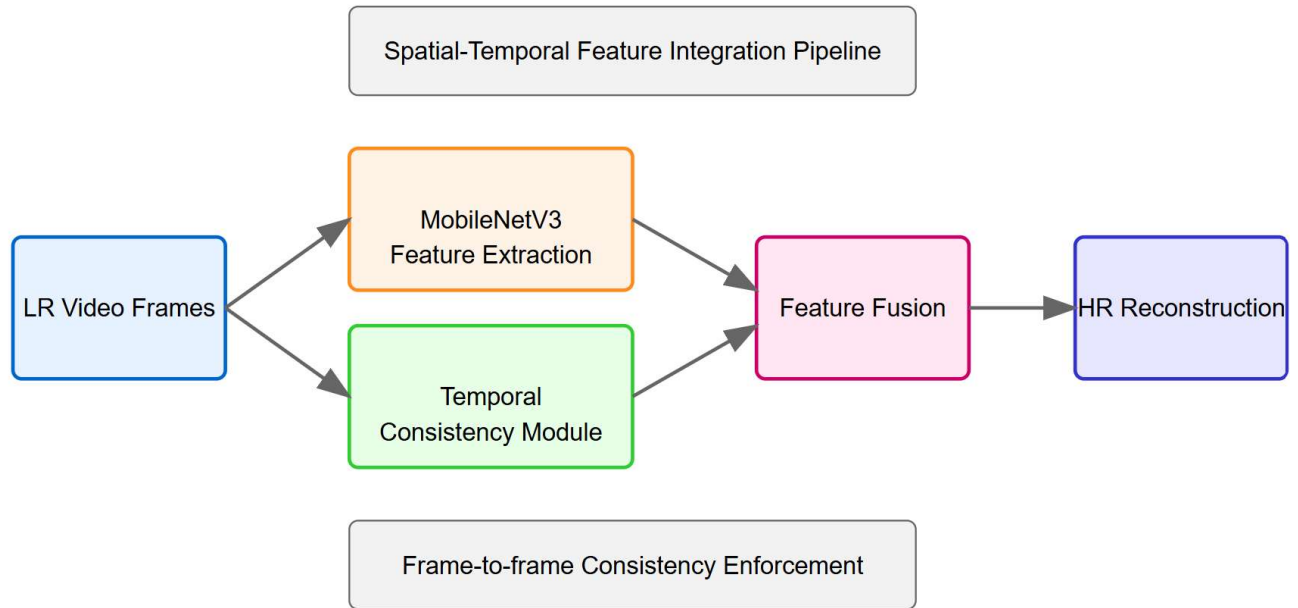 Spatial-Temporal Feature Integration Pipeline
MobileNetV3
Feature Extraction
LR Video Frames
Feature Fusion
HR Reconstruction
Temporal
Consistency Module
Frame-to-frame Consistency Enforcement